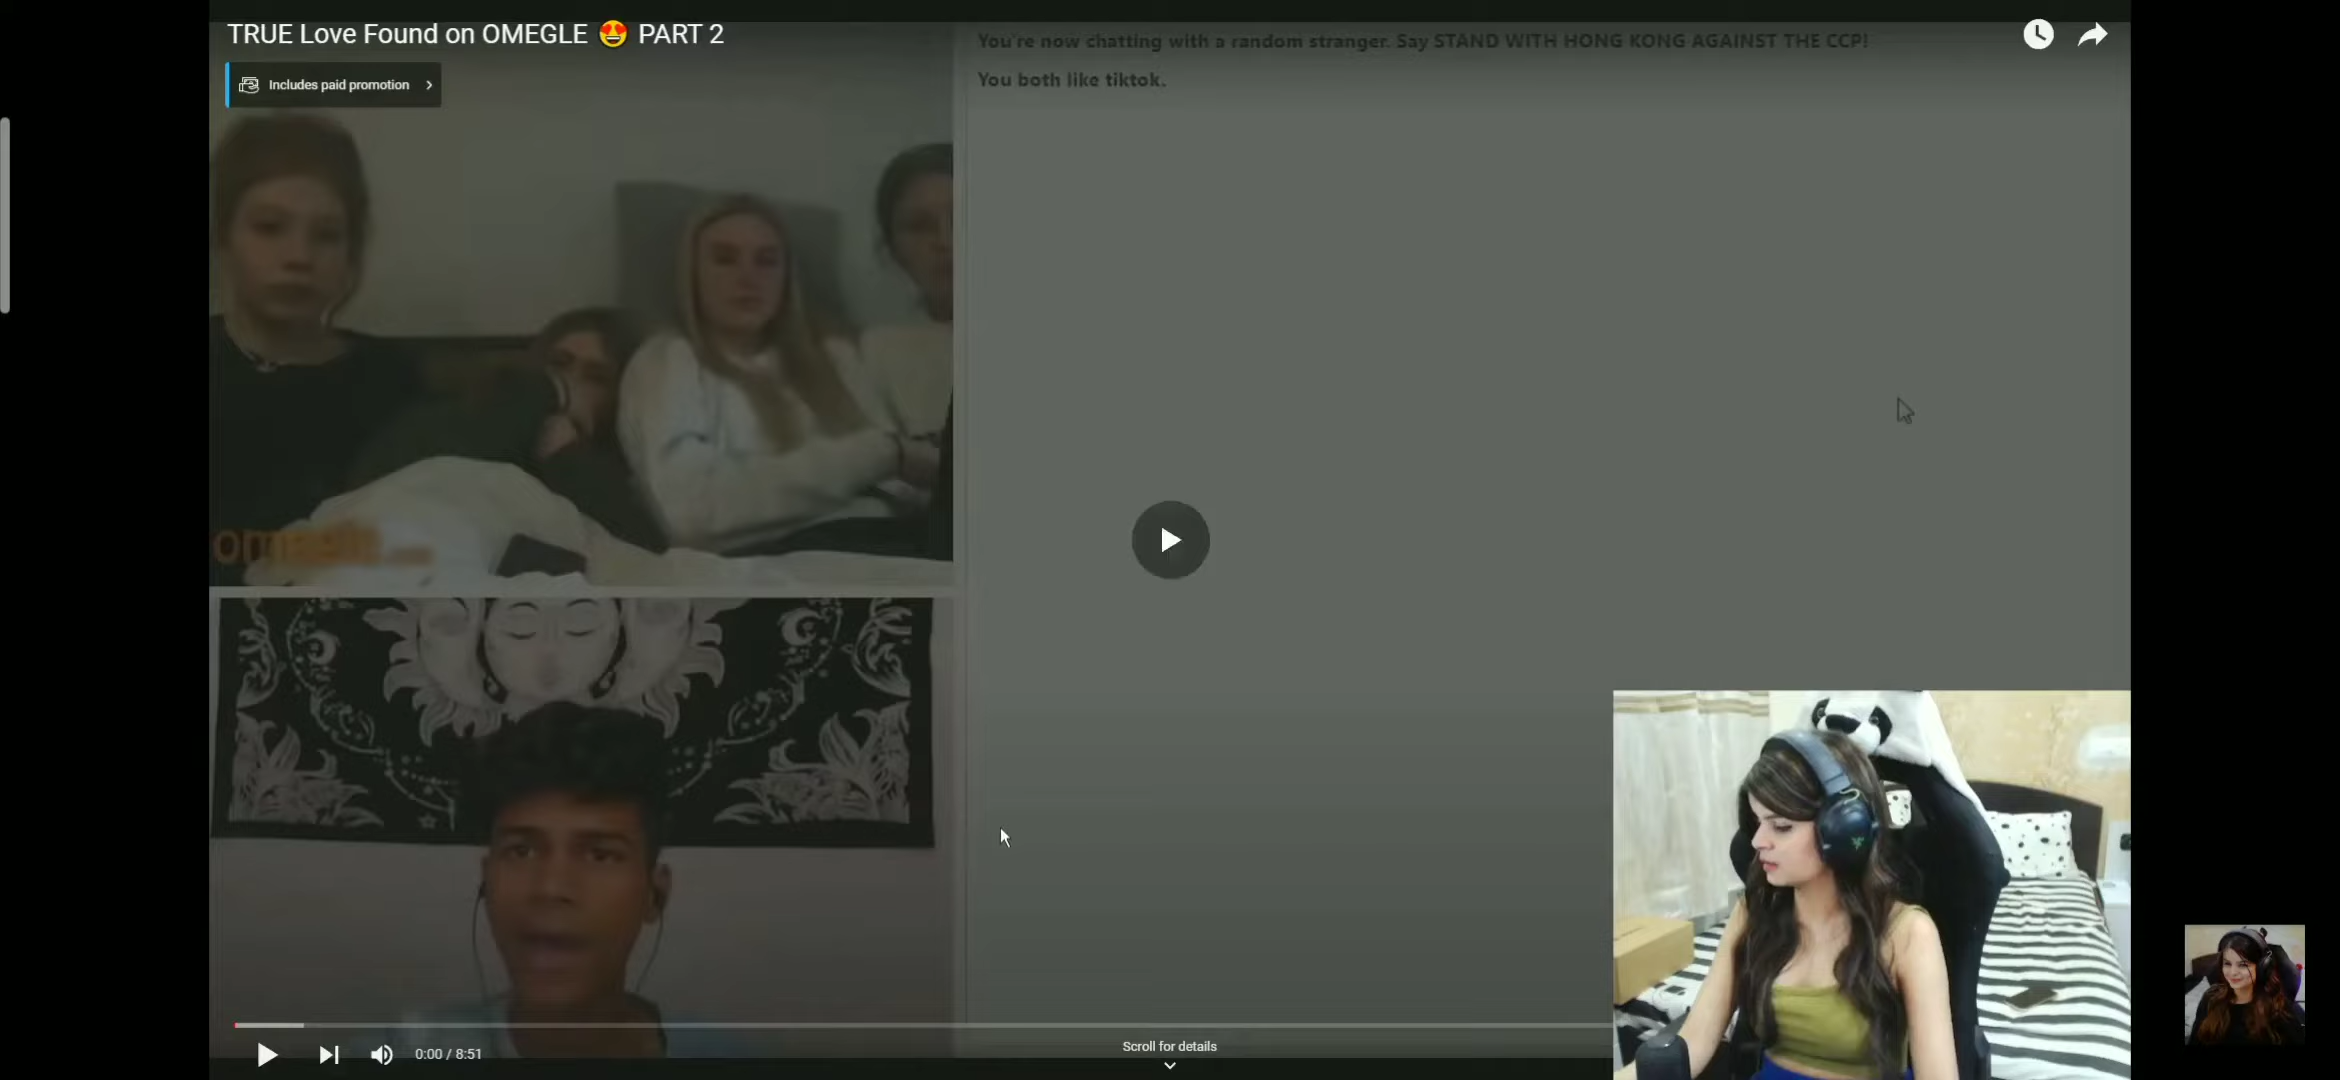 TRUE Love Found on OMEGLE 😍 PART 2
Includes paid promotion
You're now chatting with a random stranger. Say STAND WITH HONG KONG AGAINST THE CCP!
You both like tiktok.
omegle
0:00 / 8:51
Scroll for details